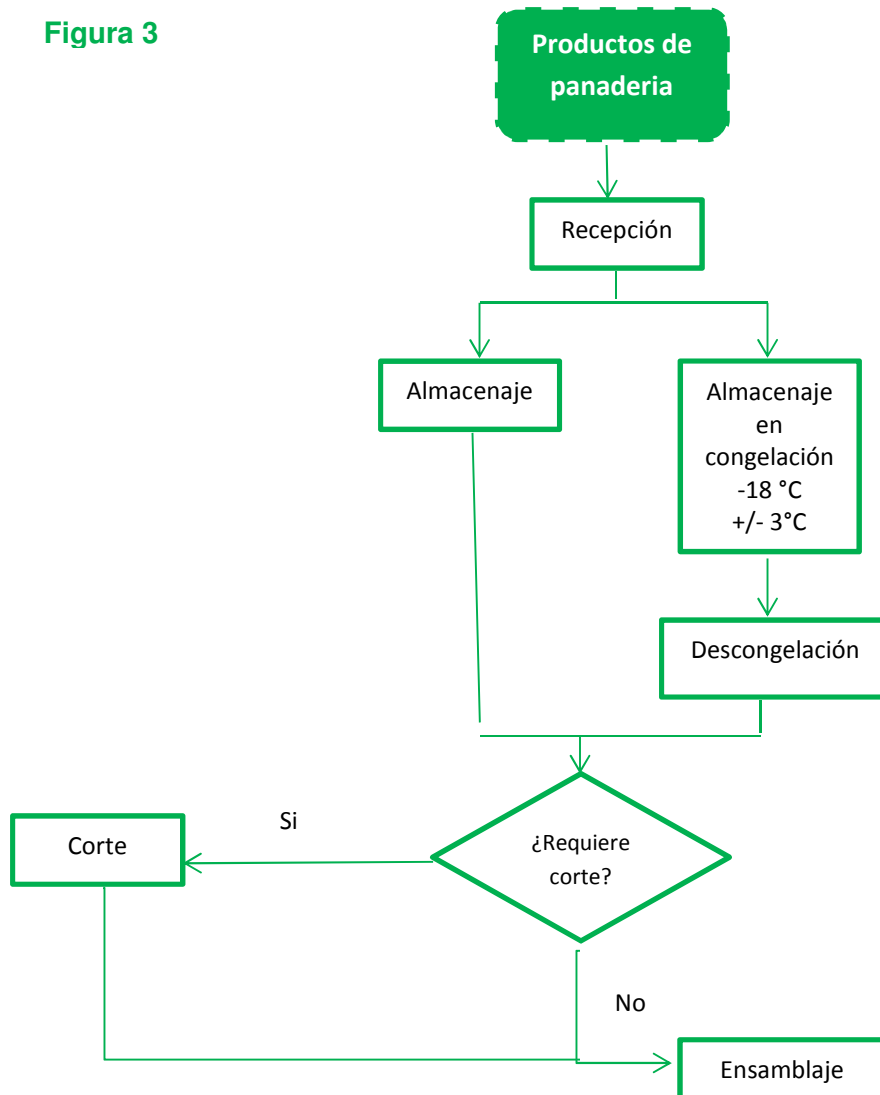 Figura 3
Productos de
panaderia
Recepción
Almacenaje
Almacenaje
en
congelación
-18 °C
+/- 3°C
Descongelación
¿Requiere
corte?
Si
Corte
No
Ensamblaje